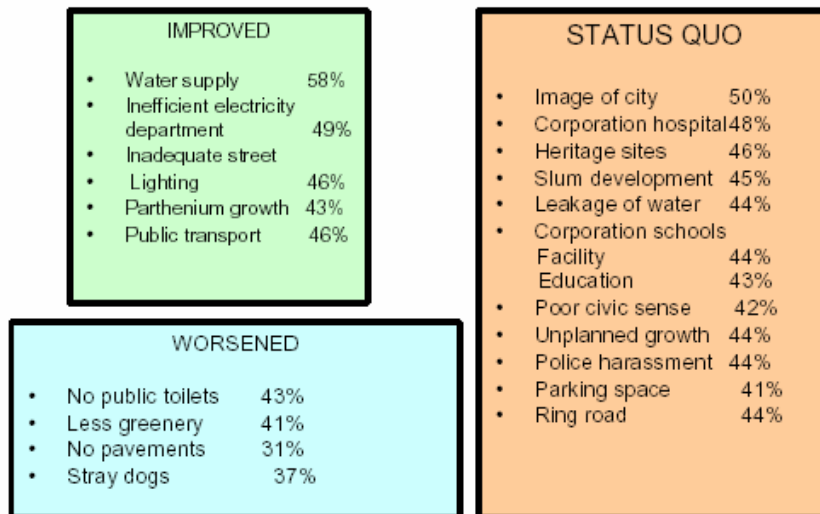 IMPROVED
• Water supply 58%
• Inefficient electricity
department 49%
• Inadequate street
• Lighting 46%
• Parthenium growth 43%
• Public transport 46%
WORSENED
• No public toilets 43%
• Less greenery 41%
• No pavements 31%
• Stray dogs 37%
STATUS QUO
• Image of city 50%
• Corporation hospital48%
• Heritage sites 46%
• Slum development 45%
• Leakage of water 44%
• Corporation schools
Facility 44%
Education 43%
• Poor civic sense 42%
• Unplanned growth 44%
• Police harassment 44%
• Parking space 41%
• Ring road 44%